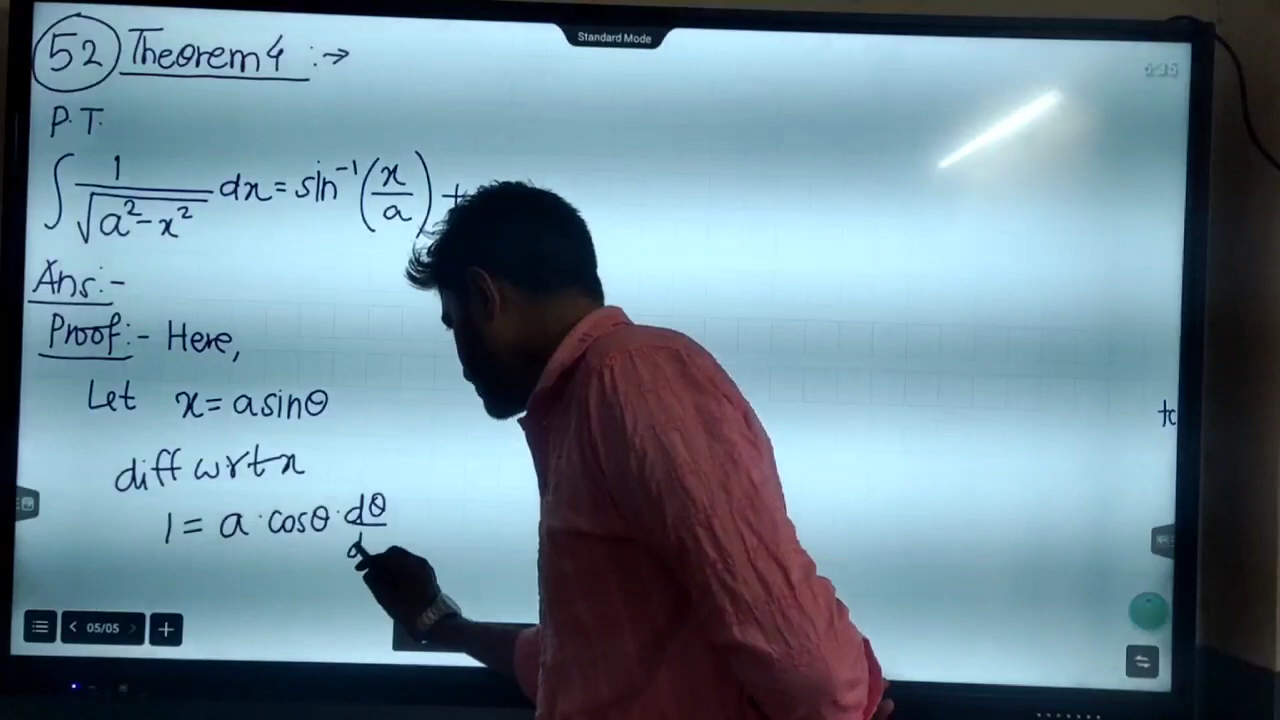 Standard Mode
52 Theorem 4 :→
P.T.
∫ 1/√(a²-x²) dx = sin⁻¹(x/a) +
Ans:-
Proof:- Here,
Let x = a sinθ
diff wrt x
1 = a · cosθ · dθ/d
05/05